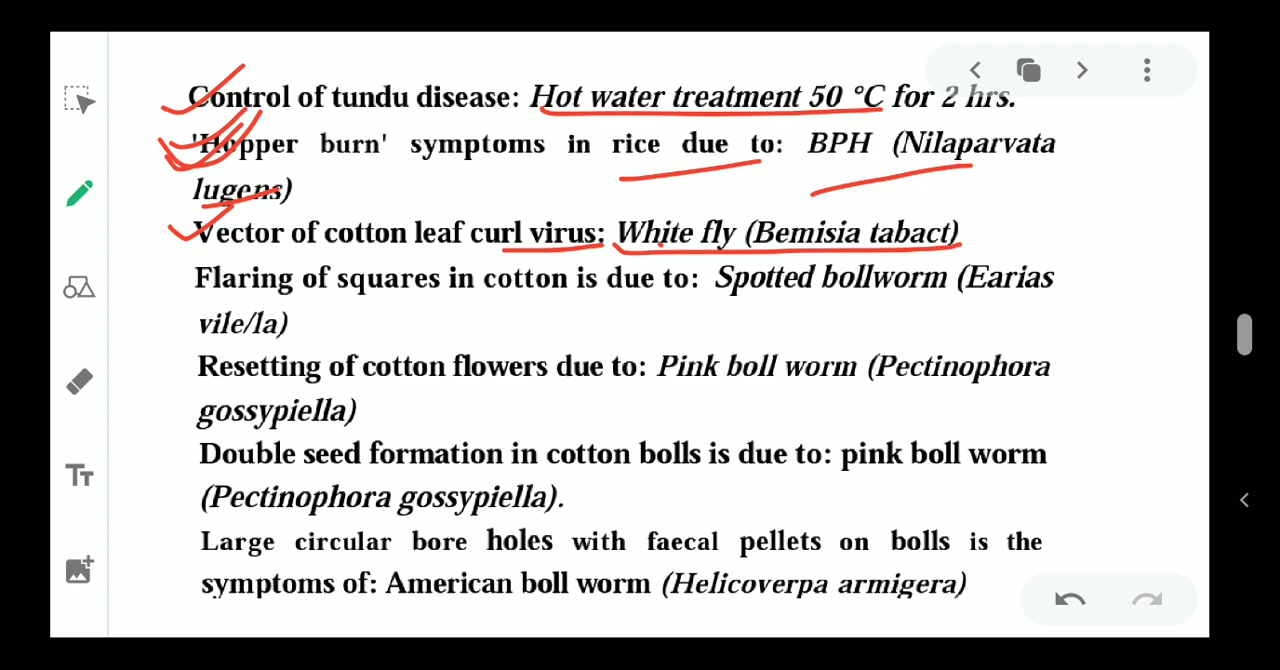 Control of tundu disease: Hot water treatment 50 °C for 2 hrs.
'Hopper burn' symptoms in rice due to: BPH (Nilaparvata
lugens)
Vector of cotton leaf curl virus: White fly (Bemisia tabact)
Flaring of squares in cotton is due to: Spotted bollworm (Earias
vile/la)
Resetting of cotton flowers due to: Pink boll worm (Pectinophora
gossypiella)
Double seed formation in cotton bolls is due to: pink boll worm
(Pectinophora gossypiella).
Large circular bore holes with faecal pellets on bolls is the
symptoms of: American boll worm (Helicoverpa armigera)
TT